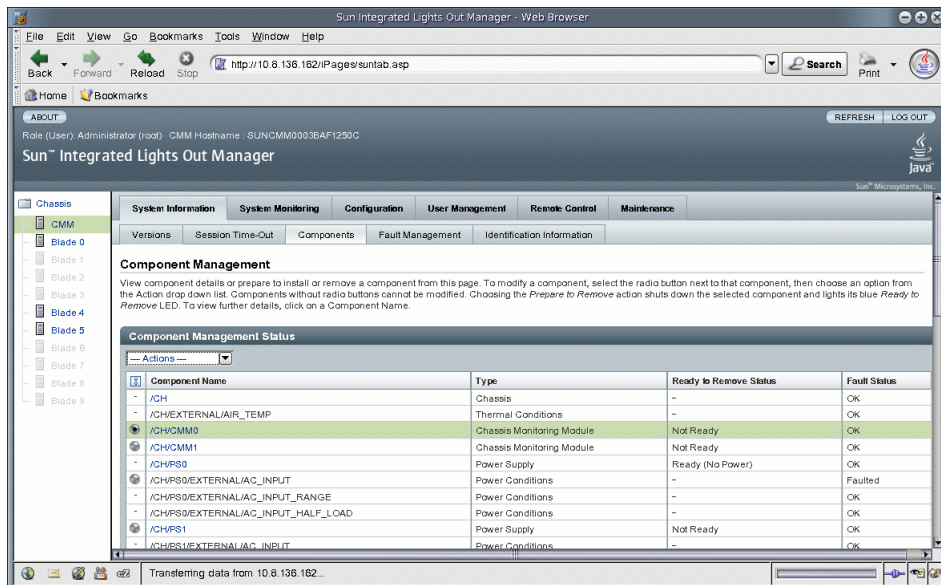 Sun Integrated Lights Out Manager - Web Browser
File Edit View Go Bookmarks Tools Window Help
Back Forward Reload Stop http://10.8.136.162/iPages/suntab.asp Search Print
Home Bookmarks
ABOUT REFRESH LOG OUT
Role (User): Administrator (root) CMM Hostname : SUNCMM0003BAF1250C
Sun™ Integrated Lights Out Manager
Java™
Sun™ Microsystems, Inc.
Chassis
CMM
Blade 0
Blade 1
Blade 2
Blade 3
Blade 4
Blade 5
Blade 6
Blade 7
Blade 8
Blade 9
System Information System Monitoring Configuration User Management Remote Control Maintenance
Versions Session Time-Out Components Fault Management Identification Information
Component Management
View component details or prepare to install or remove a component from this page. To modify a component, select the radio button next to that component, then choose an option from
the Action drop down list. Components without radio buttons cannot be modified. Choosing the Prepare to Remove action shuts down the selected component and lights its blue Ready to
Remove LED. To view further details, click on a Component Name.
Component Management Status
— Actions —
Component Name Type Ready to Remove Status Fault Status
- /CH Chassis - OK
- /CH/EXTERNAL/AIR_TEMP Thermal Conditions - OK
/CH/CMM0 Chassis Monitoring Module Not Ready OK
/CH/CMM1 Chassis Monitoring Module Not Ready OK
- /CH/PS0 Power Supply Ready (No Power) OK
/CH/PS0/EXTERNAL/AC_INPUT Power Conditions - Faulted
- /CH/PS0/EXTERNAL/AC_INPUT_RANGE Power Conditions - OK
- /CH/PS0/EXTERNAL/AC_INPUT_HALF_LOAD Power Conditions - OK
/CH/PS1 Power Supply Not Ready OK
- /CH/PS1/EXTERNAL/AC_INPUT Power Conditions - OK
Transferring data from 10.8.136.162...